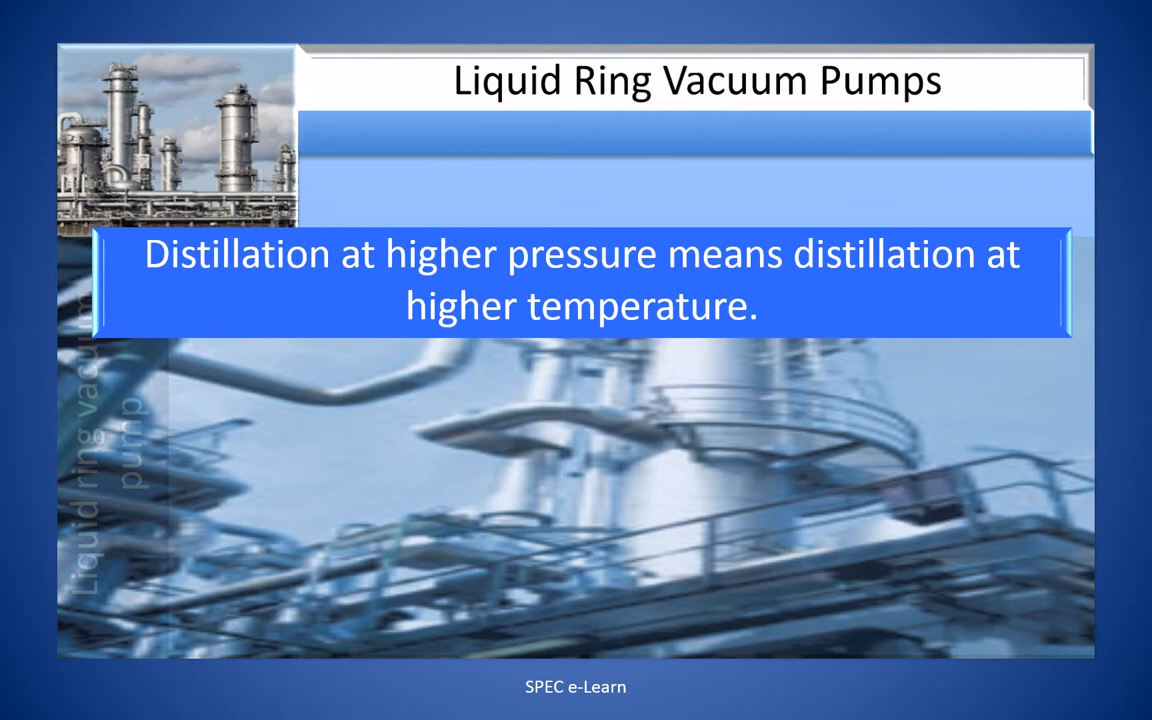 Liquid Ring Vacuum Pumps
Distillation at higher pressure means distillation at
higher temperature.
Liquid ring vacuum
pump
SPEC e-Learn